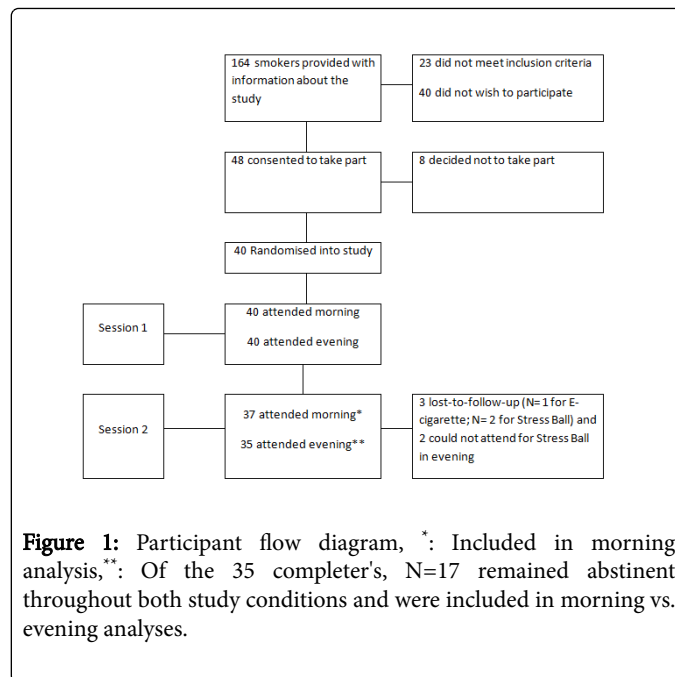 164 smokers provided with
information about the
study
23 did not meet inclusion criteria
40 did not wish to participate
48 consented to take part
8 decided not to take part
40 Randomised into study
Session 1
40 attended morning
40 attended evening
Session 2
37 attended morning*
35 attended evening**
3 lost-to-follow-up (N=1 for E-
cigarette; N= 2 for Stress Ball) and
2 could not attend for Stress Ball
in evening
Figure 1: Participant flow diagram, *: Included in morning
analysis,**: Of the 35 completer's, N=17 remained abstinent
throughout both study conditions and were included in morning vs.
evening analyses.